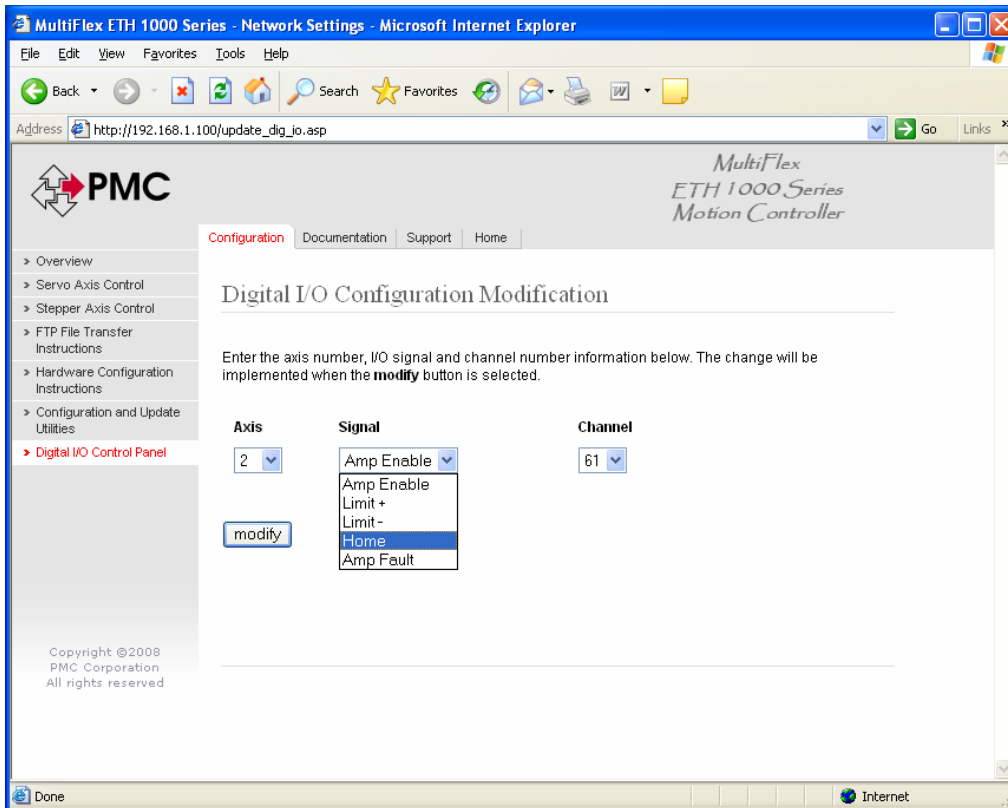 MultiFlex ETH 1000 Series - Network Settings - Microsoft Internet Explorer
File Edit View Favorites Tools Help
Back Search Favorites
Address http://192.168.1.100/update_dig_io.asp Go Links »
PMC
MultiFlex
ETH 1000 Series
Motion Controller
Configuration Documentation Support Home
» Overview
» Servo Axis Control
» Stepper Axis Control
» FTP File Transfer
Instructions
» Hardware Configuration
Instructions
» Configuration and Update
Utilities
» Digital I/O Control Panel
Digital I/O Configuration Modification
Enter the axis number, I/O signal and channel number information below. The change will be
implemented when the modify button is selected.
Axis Signal Channel
2 Amp Enable 61
Amp Enable
Limit +
Limit -
Home
Amp Fault
modify
Copyright ©2008
PMC Corporation
All rights reserved
Done Internet